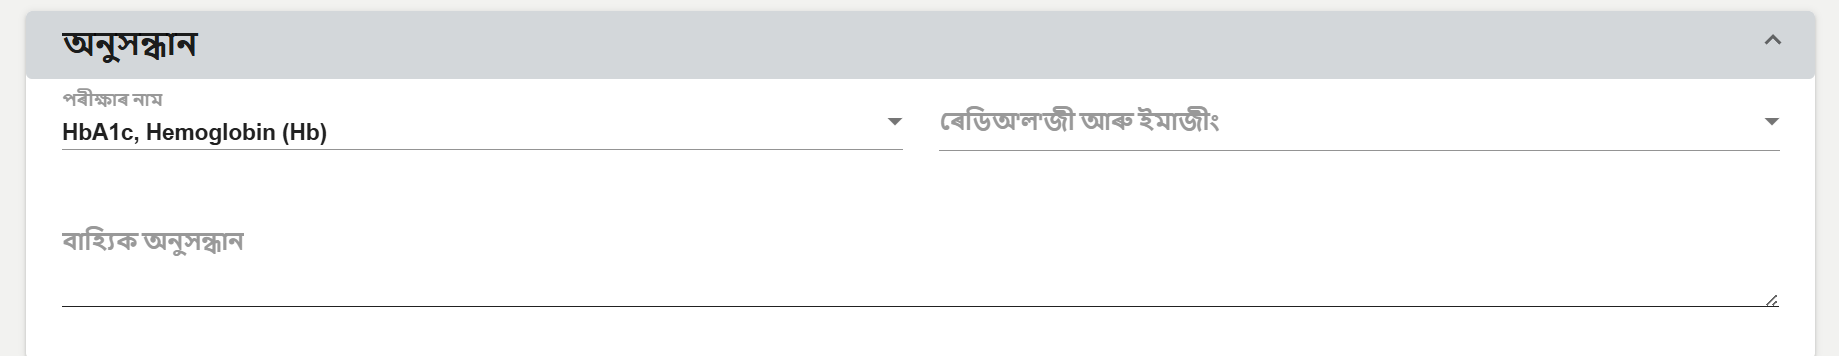 অনুসন্ধান
পৰীক্ষাৰ নাম
HbA1c, Hemoglobin (Hb)
ৰেডিঅ'ল'জী আৰু ইমাজীং
বাহ্যিক অনুসন্ধান